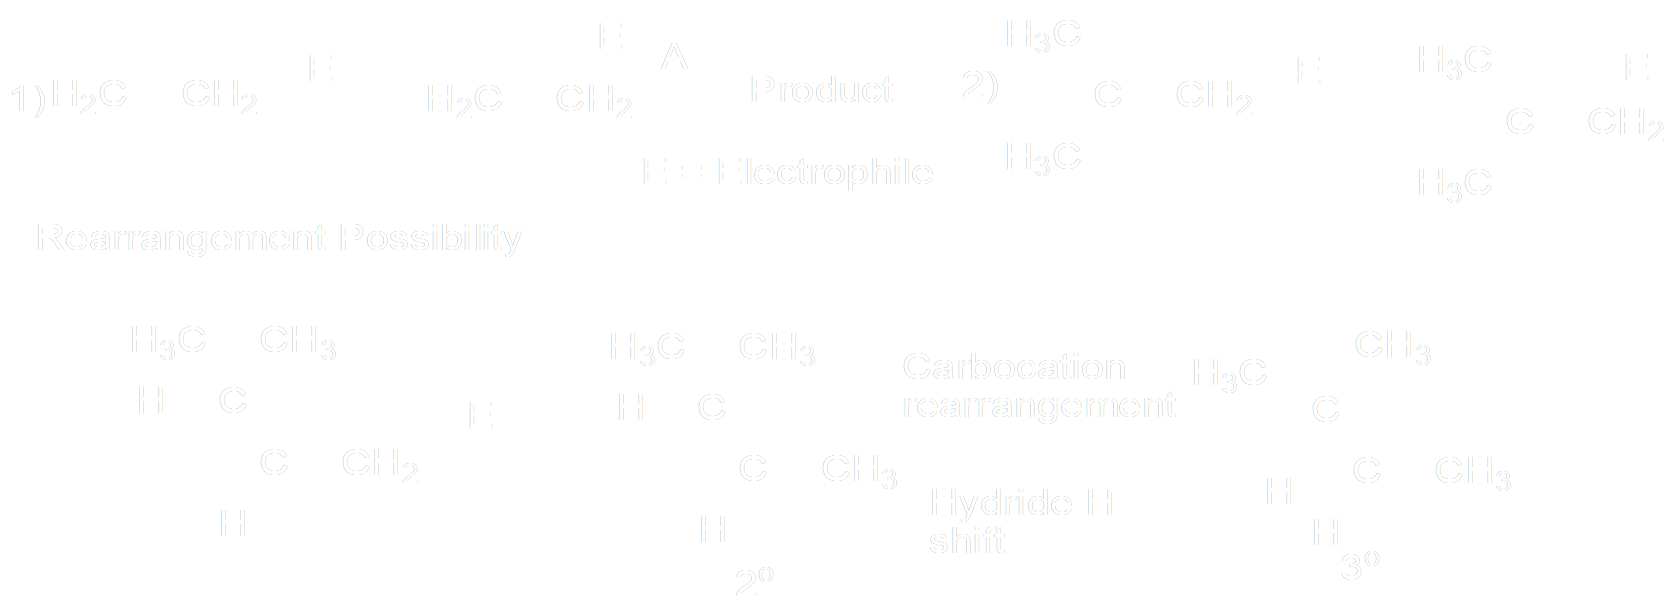 1) H₂C CH₂ E H₂C CH₂ E A Product
E = Electrophile
2) H₃C C CH₂ H₃C E H₃C C CH₂ H₃C E
Rearrangement Possibility
H₃C CH₃
H C
C CH₂ E
H
H₃C CH₃
H C
C CH₃
H
2°
Carbocation
rearrangement
Hydride H
shift
H₃C CH₃
C
H C CH₃
H
3°